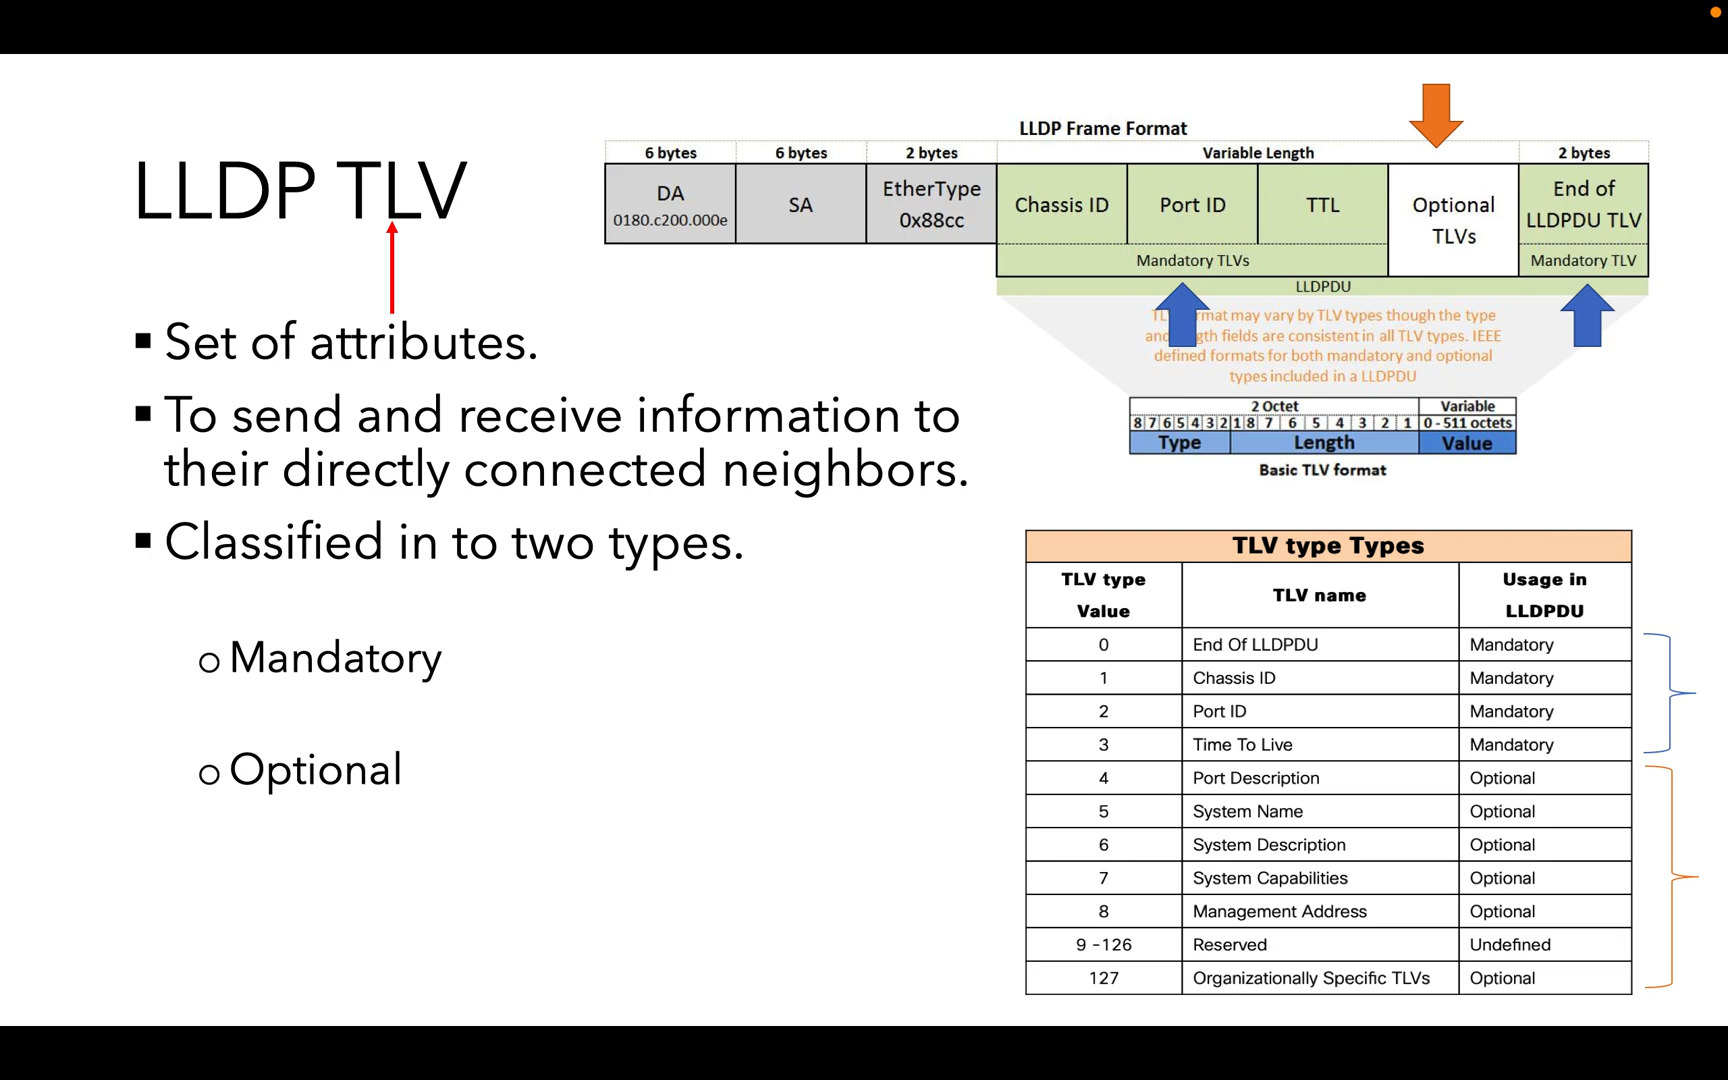 LLDP TLV
▪ Set of attributes.
▪ To send and receive information to
their directly connected neighbors.
▪ Classified in to two types.
o Mandatory
o Optional
LLDP Frame Format
6 bytes 6 bytes 2 bytes Variable Length 2 bytes
DA
0180.c200.000e
SA
EtherType
0x88cc
Chassis ID
Port ID
TTL
Optional
TLVs
End of
LLDPDU TLV
Mandatory TLVs
Mandatory TLV
LLDPDU
format may vary by TLV types though the type
fields are consistent in all TLV types. IEEE
defined formats for both mandatory and optional
types included in a LLDPDU
2 Octet Variable
8 7 6 5 4 3 2 1 8 7 6 5 4 3 2 1 0 - 511 octets
Type Length Value
Basic TLV format
TLV type Types
TLV type
Value
TLV name
Usage in
LLDPDU
0 End Of LLDPDU Mandatory
1 Chassis ID Mandatory
2 Port ID Mandatory
3 Time To Live Mandatory
4 Port Description Optional
5 System Name Optional
6 System Description Optional
7 System Capabilities Optional
8 Management Address Optional
9 -126 Reserved Undefined
127 Organizationally Specific TLVs Optional